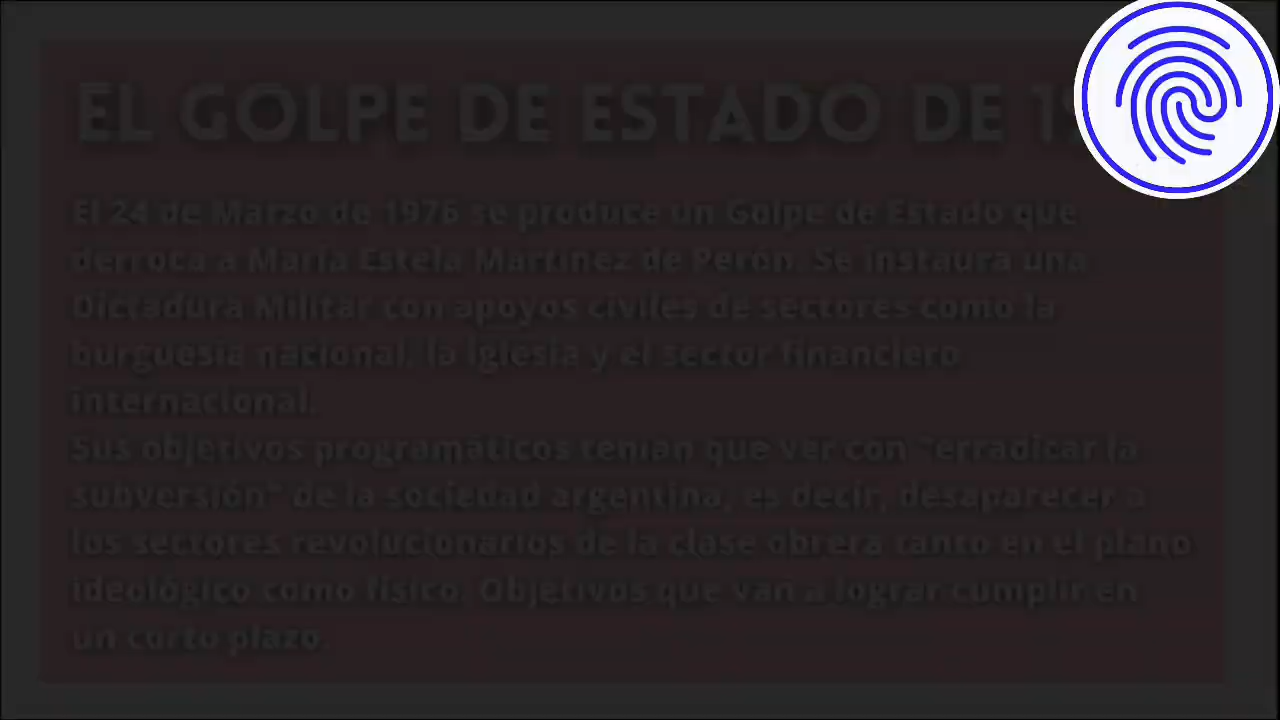 EL GOLPE DE ESTADO DE
El 24 de Marzo de 1976 se produce un Golpe de Estado que
derroca a María Estela Martínez de Perón. Se instaura una
Dictadura Militar con apoyos civiles de sectores como la
burguesía nacional, la iglesia y el sector financiero
internacional.
Sus objetivos programáticos tenían que ver con "erradicar la
subversión" de la sociedad argentina, es decir, desaparecer a
los sectores revolucionarios de la clase obrera tanto en el plano
ideológico como físico. Objetivos que van a lograr cumplir en
un corto plazo.